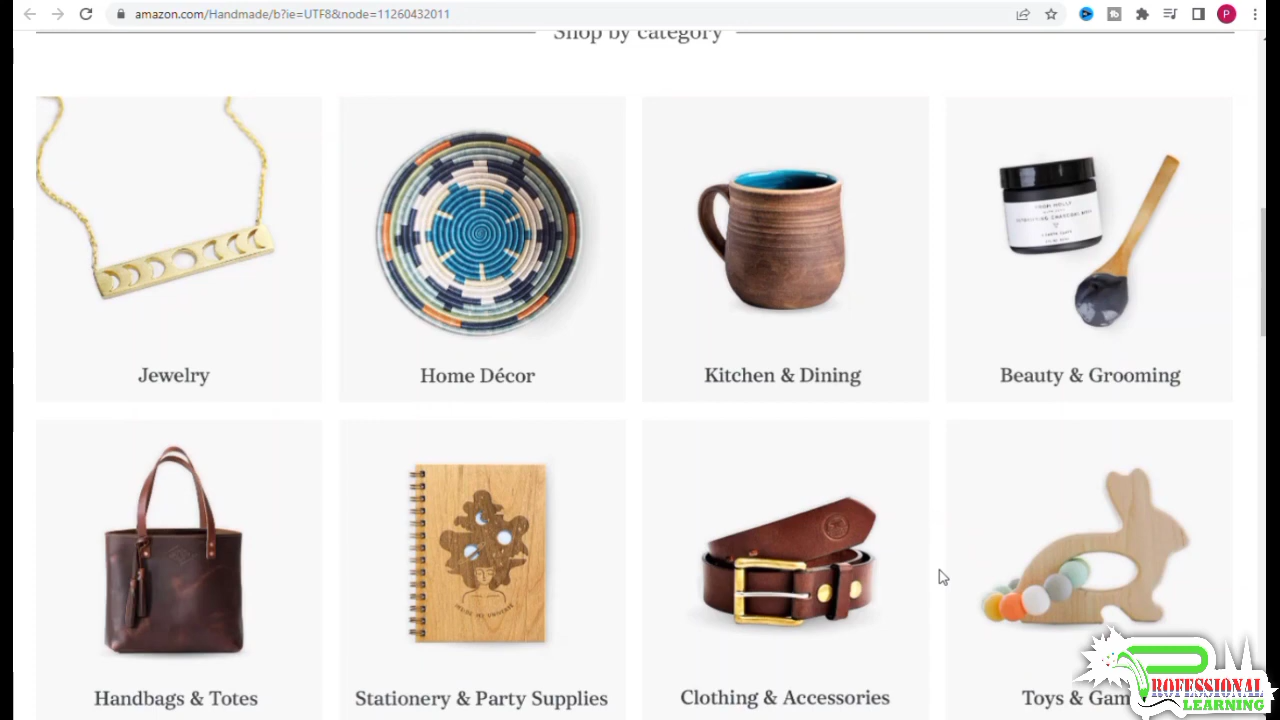 amazon.com/Handmade/b?ie=UTF8&node=11260432011
P
Shop by category
Jewelry
Home Décor
Kitchen & Dining
Beauty & Grooming
Handbags & Totes
Stationery & Party Supplies
Clothing & Accessories
Toys & Gam
PROFESSIONAL
LEARNING